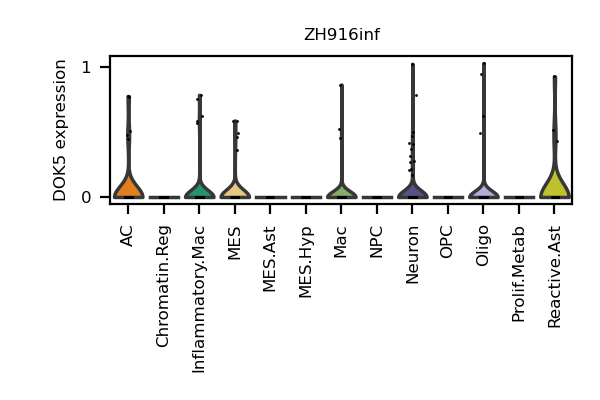 ZH916inf
DOK5 expression
1
0
AC
Chromatin.Reg
Inflammatory.Mac
MES
MES.Ast
MES.Hyp
Mac
NPC
Neuron
OPC
Oligo
Prolif.Metab
Reactive.Ast